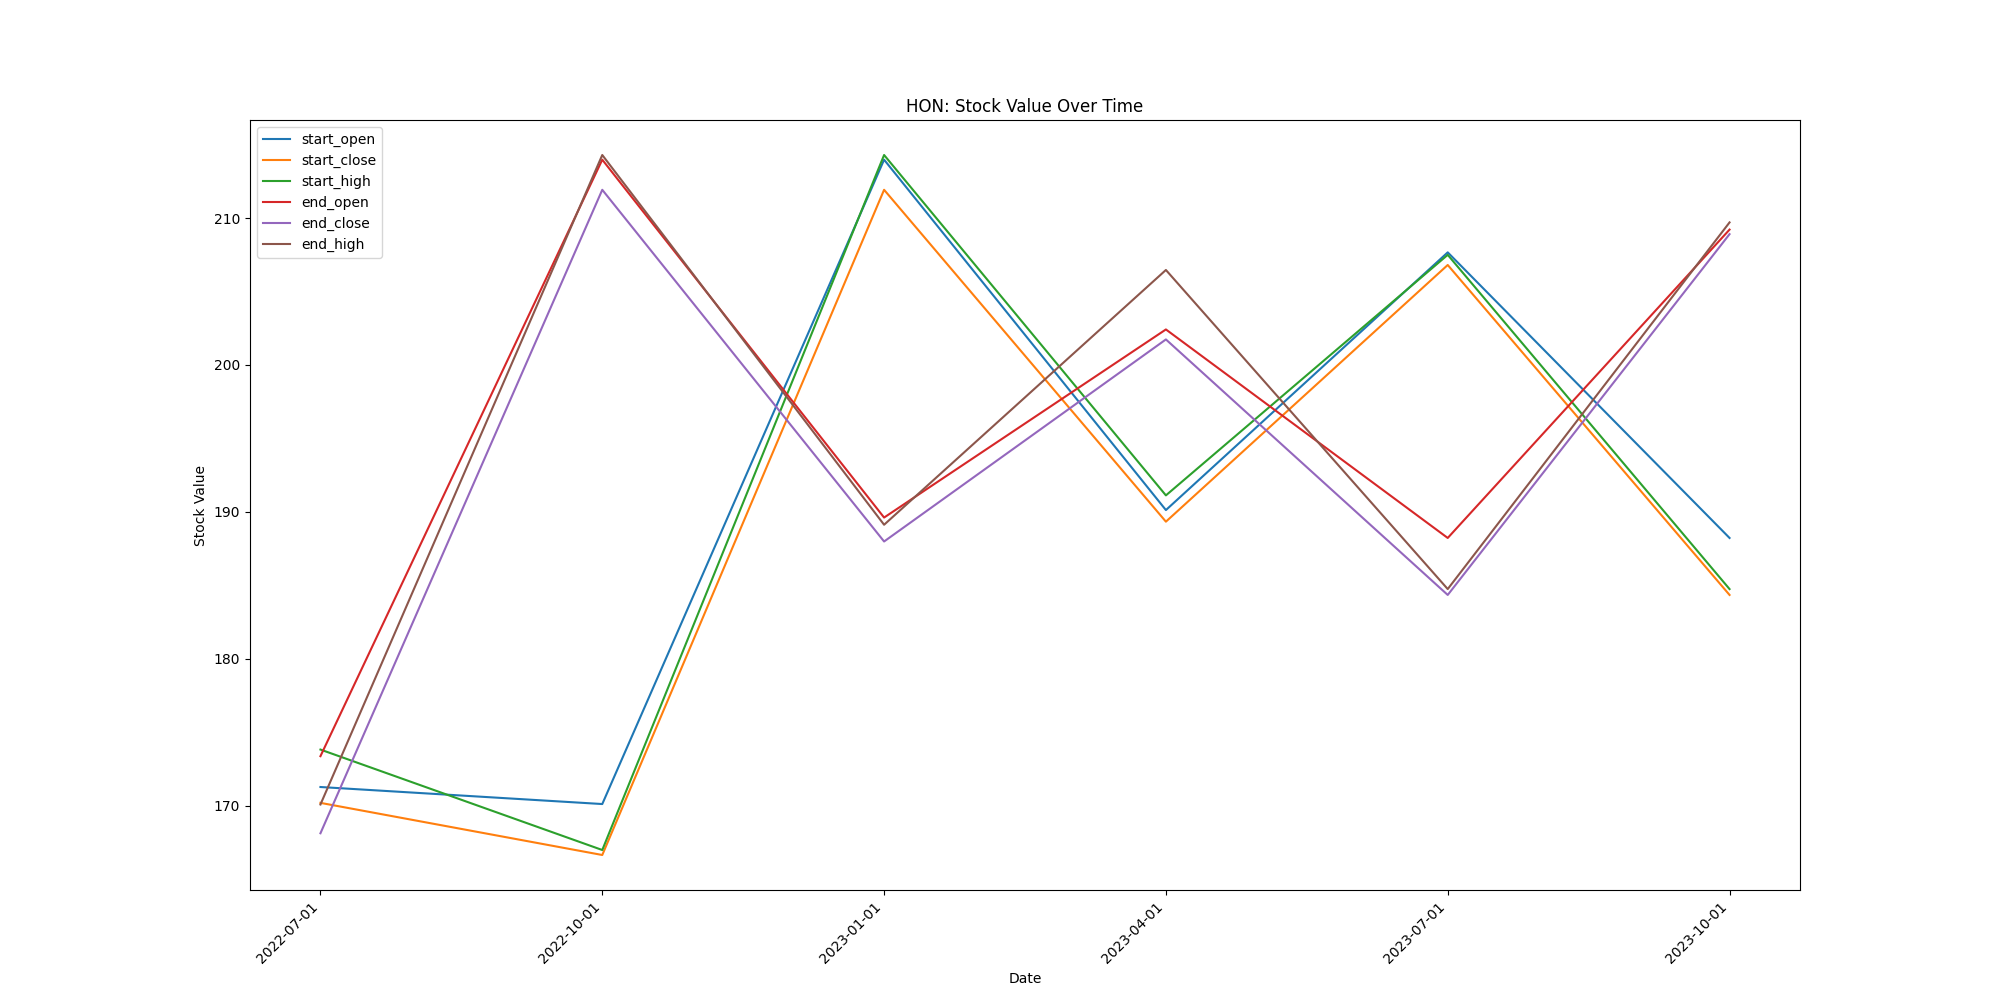 HON: Stock Value Over Time
start_open
start_close
start_high
end_open
end_close
end_high
210
200
190
180
170
Stock Value
2022-07-01
2022-10-01
2023-01-01
2023-04-01
2023-07-01
2023-10-01
Date